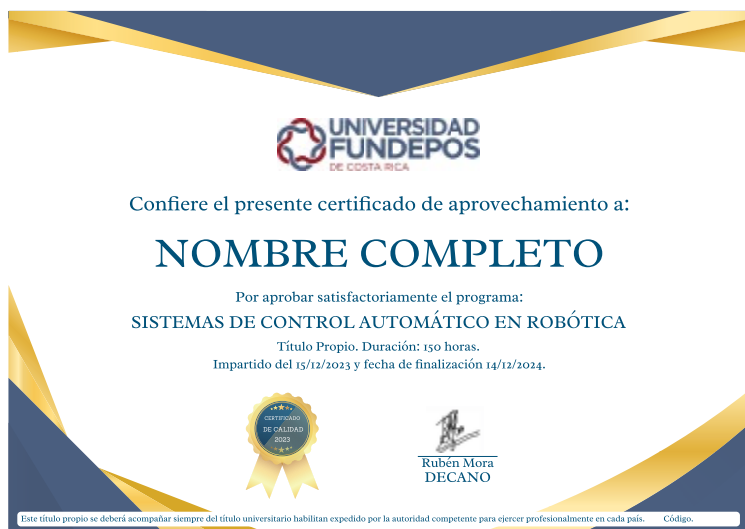 UNIVERSIDAD
FUNDEPOS
DE COSTA RICA
Confiere el presente certificado de aprovechamiento a:
NOMBRE COMPLETO
Por aprobar satisfactoriamente el programa:
SISTEMAS DE CONTROL AUTOMÁTICO EN ROBÓTICA
Título Propio. Duración: 150 horas.
Impartido del 15/12/2023 y fecha de finalización 14/12/2024.
CERTIFICADO
DE CALIDAD
2023
Rubén Mora
DECANO
Este título propio se deberá acompañar siempre del título universitario habilitan expedido por la autoridad competente para ejercer profesionalmente en cada país. Código.